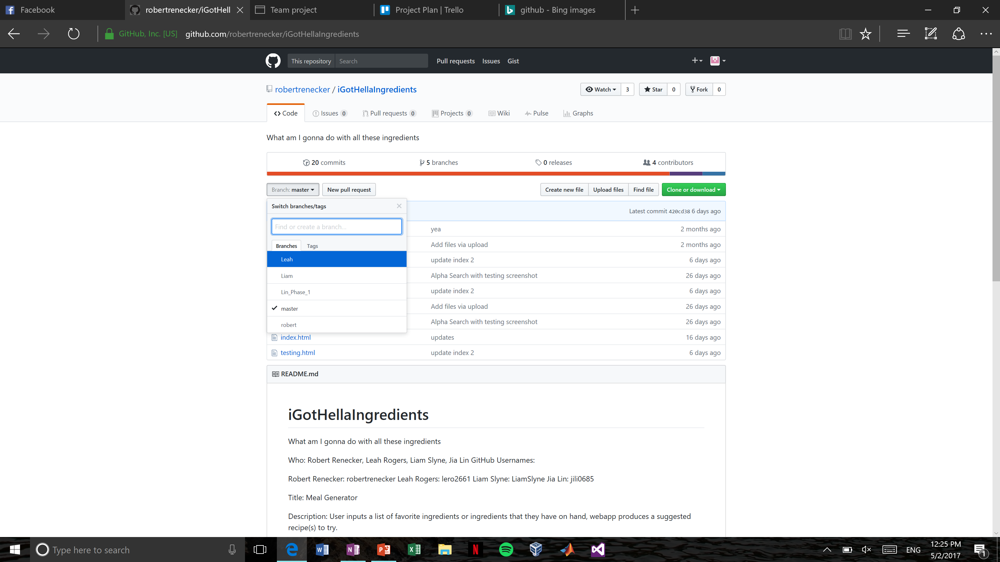 Facebook
robertrenecker/iGotHell
Team project
Project Plan | Trello
github - Bing images
GitHub, Inc. [US]
github.com/robertrenecker/iGotHellaIngredients
This repository
Search
Pull requests
Issues
Gist
robertrenecker / iGotHellaIngredients
Watch 3
Star 0
Fork 0
Code
Issues 0
Pull requests 0
Projects 0
Wiki
Pulse
Graphs
What am I gonna do with all these ingredients
20 commits
5 branches
0 releases
4 contributors
Branch: master
New pull request
Create new file
Upload files
Find file
Clone or download
Switch branches/tags
Latest commit 420cd38 6 days ago
Find or create a branch...
Branches
Tags
Leah
Liam
Lin_Phase_1
master
robert
yea 2 months ago
Add files via upload 2 months ago
update index 2 6 days ago
Alpha Search with testing screenshot 26 days ago
update index 2 6 days ago
Add files via upload 26 days ago
Alpha Search with testing screenshot 26 days ago
index.html updates 16 days ago
testing.html update index 2 6 days ago
README.md
iGotHellaIngredients
What am I gonna do with all these ingredients
Who: Robert Renecker, Leah Rogers, Liam Slyne, Jia Lin GitHub Usernames:
Robert Renecker: robertrenecker Leah Rogers: lero2661 Liam Slyne: LiamSlyne Jia Lin: jili0685
Title: Meal Generator
Description: User inputs a list of favorite ingredients or ingredients that they have on hand, webapp produces a suggested
recipe(s) to try.
Type here to search
ENG
12:25 PM
5/2/2017
1